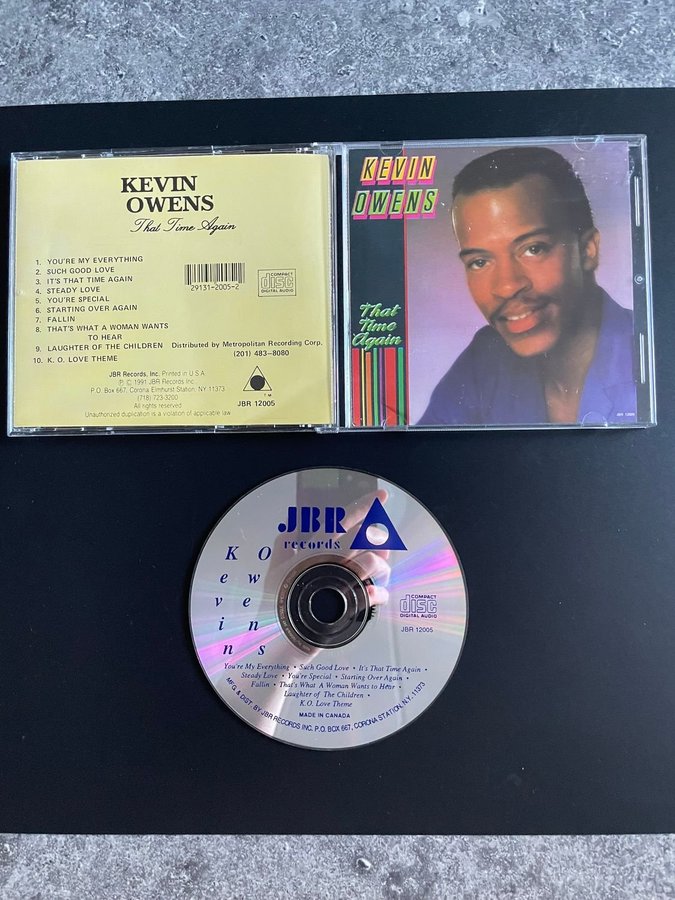 KEVIN
OWENS
That Time Again
1. YOU'RE MY EVERYTHING
2. SUCH GOOD LOVE
3. IT'S THAT TIME AGAIN
4. STEADY LOVE
5. YOU'RE SPECIAL
6. STARTING OVER AGAIN
7. FALLIN
8. THAT'S WHAT A WOMAN WANTS
TO HEAR
9. LAUGHTER OF THE CHILDREN
10. K. O. LOVE THEME
29131-2005-2
COMPACT
disc
DIGITAL AUDIO
Distributed by Metropolitan Recording Corp.
(201) 483-8080
JBR Records, Inc. Printed in U.S.A.
P. C. 1991 JBR Records Inc.
P.O. Box 667, Corona Elmhurst Station, NY 11373
(718) 723-3200
All rights reserved
Unauthorized duplication is a violation of applicable law
TM
JBR 12005
KEVIN
OWENS
That
Time
Again
JBR 12005
JBR
records
Kevin
Owens
COMPACT
disc
DIGITAL AUDIO
JBR 12005
You're My Everything • Such Good Love • It's That Time Again •
Steady Love • You're Special • Starting Over Again •
Fallin • That's What A Woman Wants to Hear •
Laughter of The Children •
K.O. Love Theme
MADE IN CANADA
MFG. & DIST. BY JBR RECORDS INC. P.O. BOX 667, CORONA STATION, N.Y. 11373